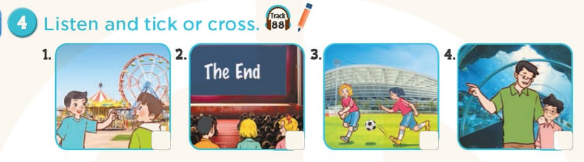 4 Listen and tick or cross. Track 88
1. 2. 3. 4.
The End